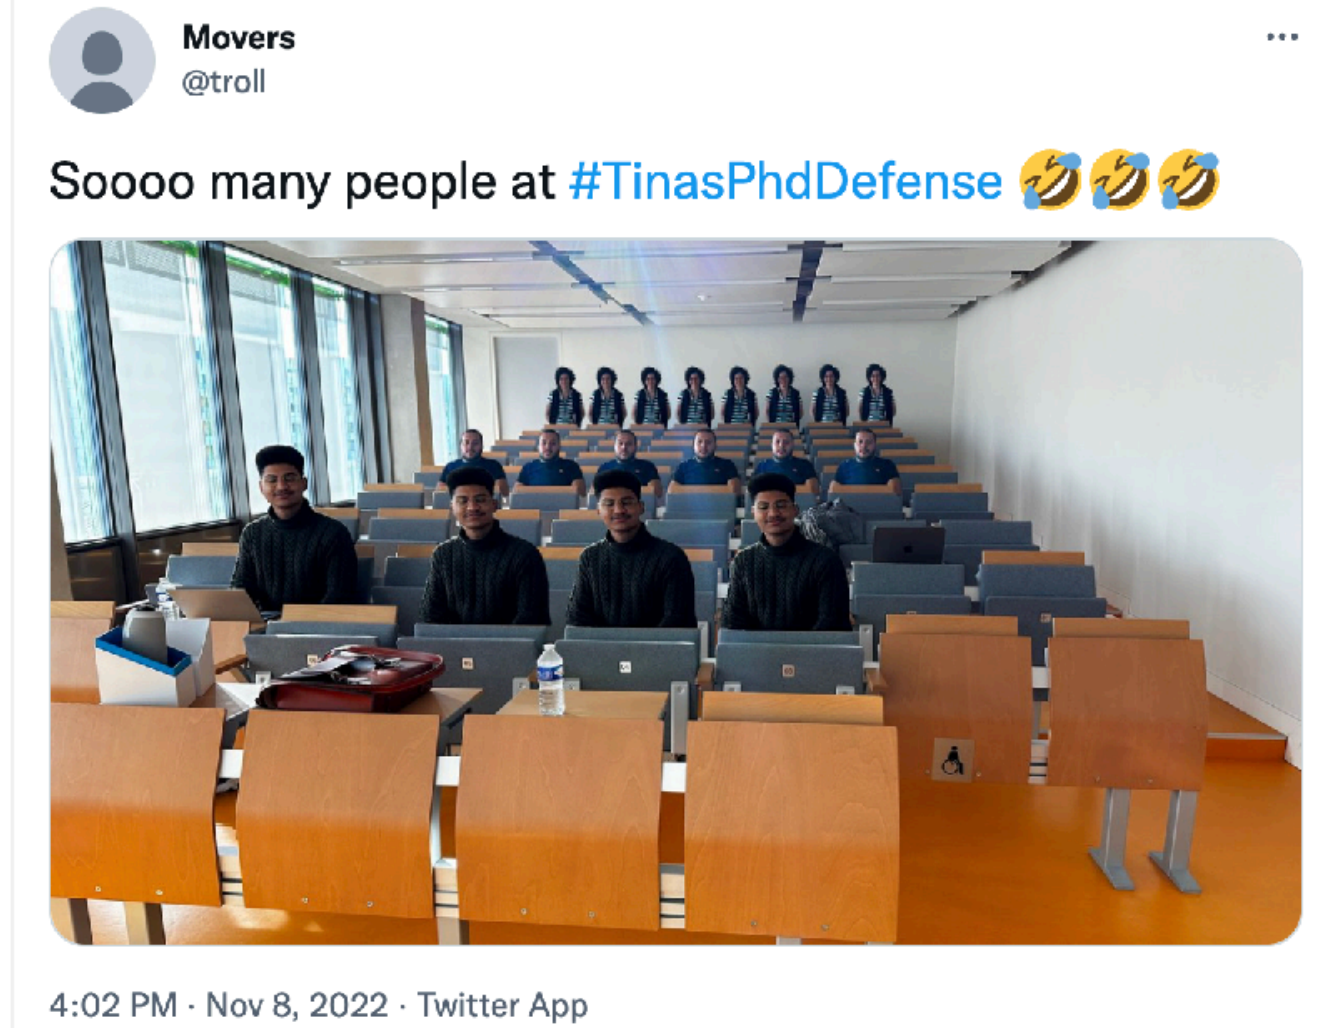 Movers
@troll
Soooo many people at #TinasPhdDefense 🤣🤣🤣
4:02 PM · Nov 8, 2022 · Twitter App